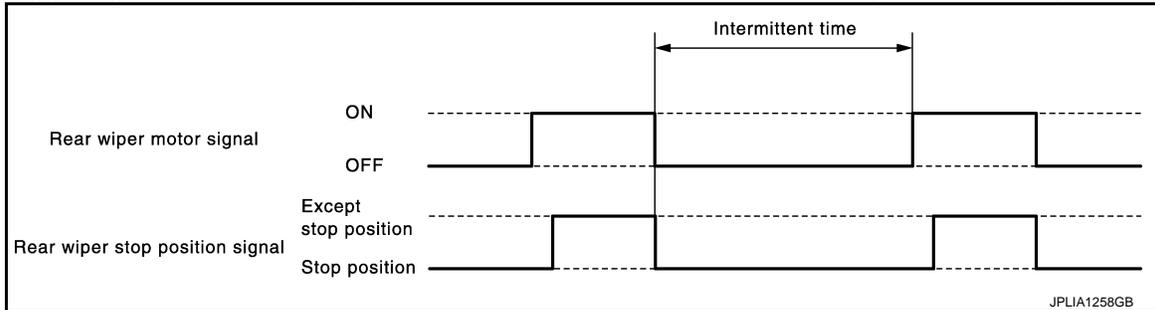 Intermittent time
ON
Rear wiper motor signal
OFF
Except
stop position
Rear wiper stop position signal
Stop position
JPLIA1258GB